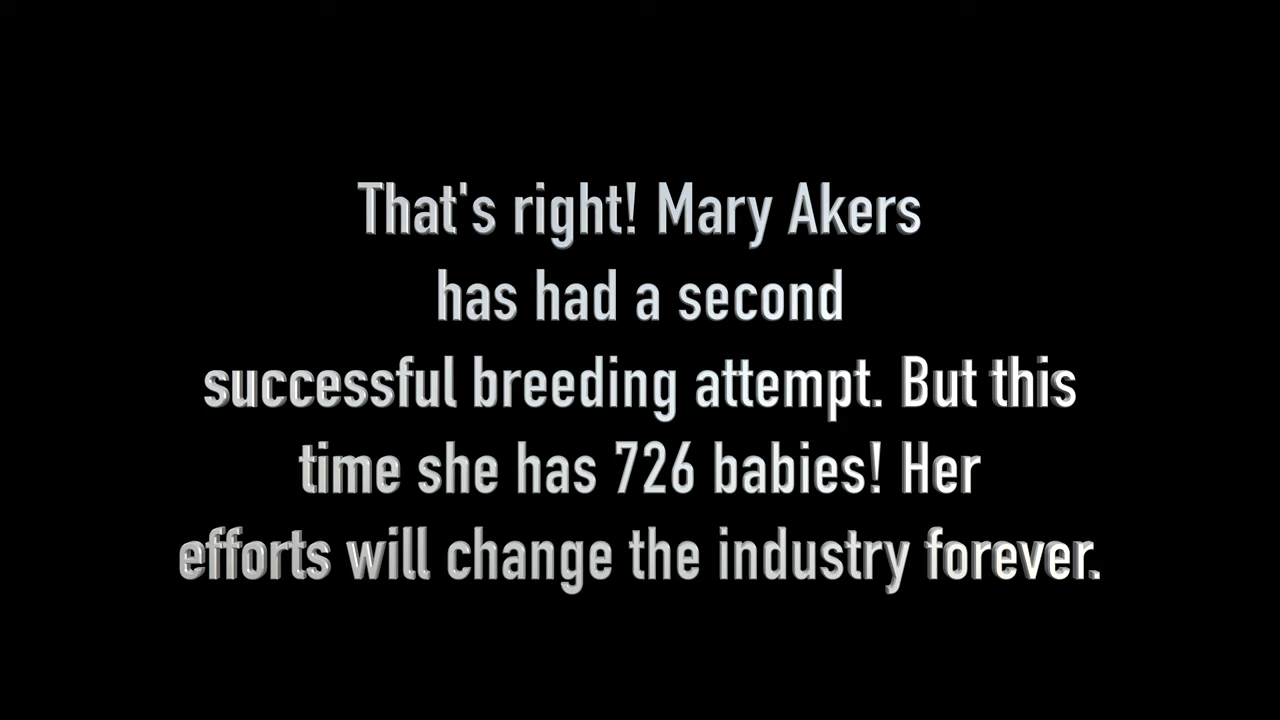 That's right! Mary Akers
has had a second
successful breeding attempt. But this
time she has 726 babies! Her
efforts will change the industry forever.